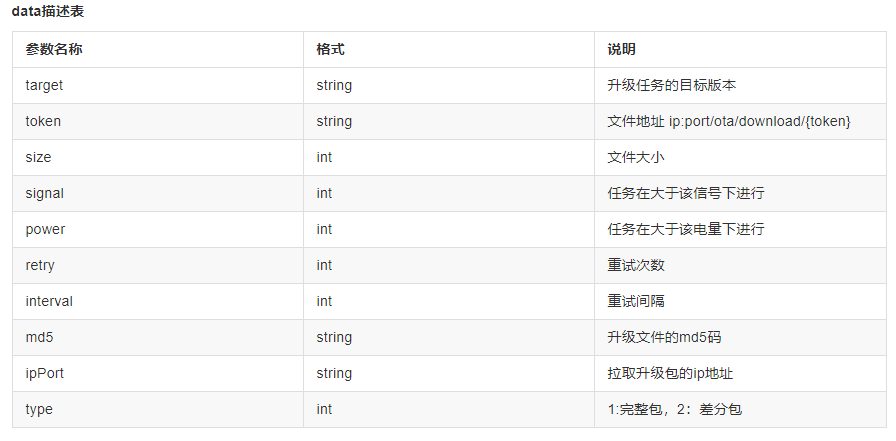 data描述表
参数名称 格式 说明
target string 升级任务的目标版本
token string 文件地址 ip:port/ota/download/{token}
size int 文件大小
signal int 任务在大于该信号下进行
power int 任务在大于该电量下进行
retry int 重试次数
interval int 重试间隔
md5 string 升级文件的md5码
ipPort string 拉取升级包的ip地址
type int 1:完整包，2：差分包